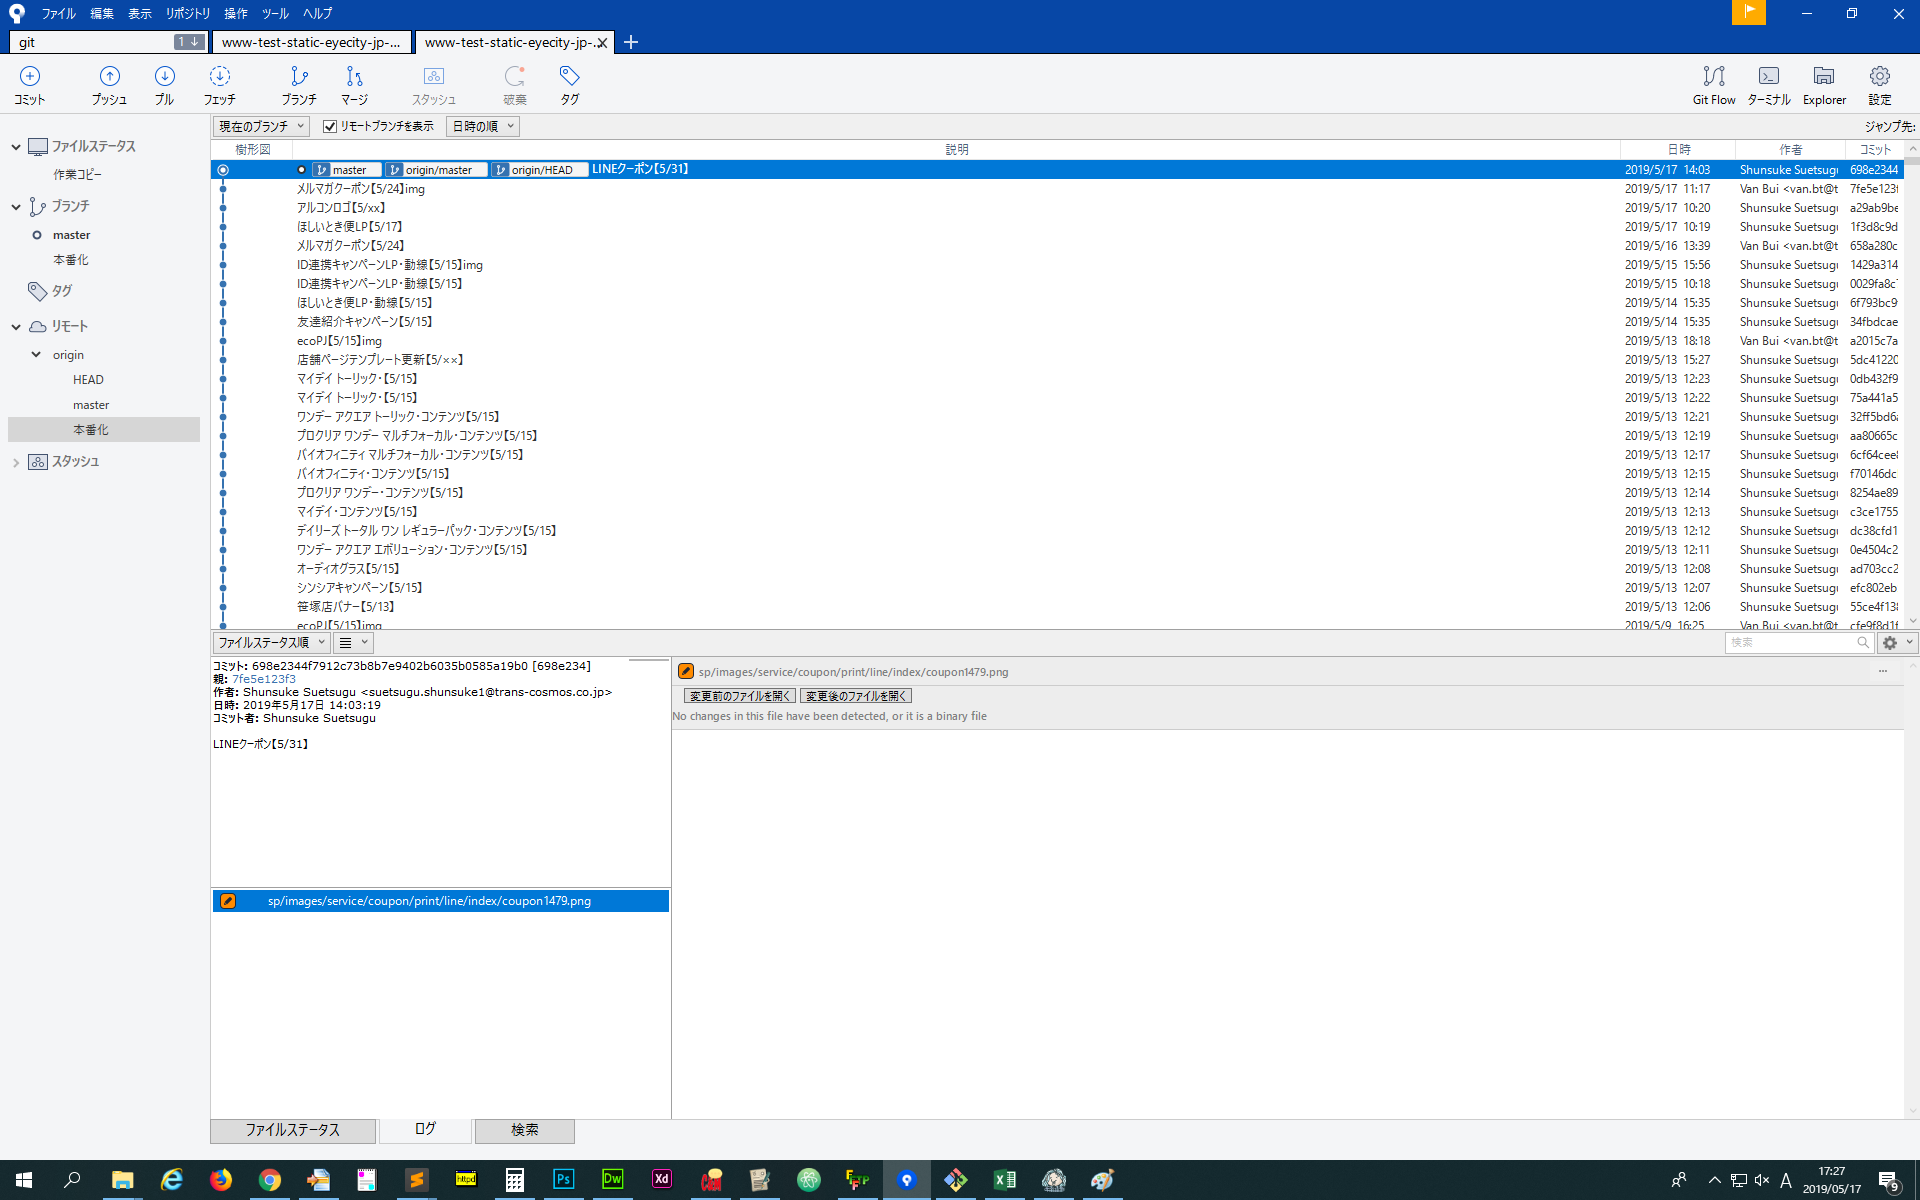 ファイル 編集 表示 リポジトリ 操作 ツール ヘルプ
git 1 www-test-static-eyecity-jp-... www-test-static-eyecity-jp-...
コミット プッシュ プル フェッチ ブランチ マージ スタッシュ 破棄 タグ Git Flow ターミナル Explorer 設定
現在のブランチ リモートブランチを表示 日時の順 ジャンプ先:
ファイルステータス
作業コピー
ブランチ
master
本番化
タグ
リモート
origin
HEAD
master
本番化
スタッシュ
樹形図 説明 日時 作者 コミット
master origin/master origin/HEAD LINEクーポン【5/31】 2019/5/17 14:03 Shunsuke Suetsugu 698e2344
メルマガクーポン【5/24】img 2019/5/17 11:17 Van Bui <van.bt@t 7fe5e123f
アルコンロゴ【5/xx】 2019/5/17 10:20 Shunsuke Suetsugu a29ab9be
ほしいとき便LP【5/17】 2019/5/17 10:19 Shunsuke Suetsugu 1f3d8c9d
メルマガクーポン【5/24】 2019/5/16 13:39 Van Bui <van.bt@t 658a280c
ID連携キャンペーンLP・動線【5/15】img 2019/5/15 15:56 Shunsuke Suetsugu 1429a314
ID連携キャンペーンLP・動線【5/15】 2019/5/15 10:18 Shunsuke Suetsugu 0029fa8c
ほしいとき便LP・動線【5/15】 2019/5/14 15:35 Shunsuke Suetsugu 6f793bc9
友達紹介キャンペーン【5/15】 2019/5/14 15:35 Shunsuke Suetsugu 34fbdcae
ecoPJ【5/15】img 2019/5/13 18:18 Van Bui <van.bt@t a2015c7a
店舗ページテンプレート更新【5/××】 2019/5/13 15:27 Shunsuke Suetsugu 5dc41220
マイデイ トーリック・【5/15】 2019/5/13 12:23 Shunsuke Suetsugu 0db432f9
マイデイ トーリック・【5/15】 2019/5/13 12:22 Shunsuke Suetsugu 75a441a5
ワンデー アクエア トーリック・コンテンツ【5/15】 2019/5/13 12:21 Shunsuke Suetsugu 32ff5bd6
プロクリア ワンデー マルチフォーカル・コンテンツ【5/15】 2019/5/13 12:19 Shunsuke Suetsugu aa80665c
バイオフィニティ マルチフォーカル・コンテンツ【5/15】 2019/5/13 12:17 Shunsuke Suetsugu 6cf64cee
バイオフィニティ・コンテンツ【5/15】 2019/5/13 12:15 Shunsuke Suetsugu f70146dc
プロクリア ワンデー・コンテンツ【5/15】 2019/5/13 12:14 Shunsuke Suetsugu 8254ae89
マイデイ・コンテンツ【5/15】 2019/5/13 12:13 Shunsuke Suetsugu c3ce1755
デイリーズ トータル ワン レギュラーパック・コンテンツ【5/15】 2019/5/13 12:12 Shunsuke Suetsugu dc38cfd1
ワンデー アクエア エボリューション・コンテンツ【5/15】 2019/5/13 12:11 Shunsuke Suetsugu 0e4504c2
オーディオグラス【5/15】 2019/5/13 12:08 Shunsuke Suetsugu ad703cc2
シンシアキャンペーン【5/15】 2019/5/13 12:07 Shunsuke Suetsugu efc802eb
笹塚店バナー【5/13】 2019/5/13 12:06 Shunsuke Suetsugu 55ce4f13
ecoPJ【5/15】img 2019/5/9 16:25 Van Bui <van.bt@t cfe9f8d1f
ファイルステータス順 検索
コミット: 698e2344f7912c73b8b7e9402b6035b0585a19b0 [698e234]
親: 7fe5e123f3
作者: Shunsuke Suetsugu <suetsugu.shunsuke1@trans-cosmos.co.jp>
日時: 2019年5月17日 14:03:19
コミット者: Shunsuke Suetsugu
LINEクーポン【5/31】
sp/images/service/coupon/print/line/index/coupon1479.png
sp/images/service/coupon/print/line/index/coupon1479.png
変更前のファイルを開く 変更後のファイルを開く
No changes in this file have been detected, or it is a binary file
ファイルステータス ログ 検索
httpd Ps Dw Xd A 17:27
2019/05/17 9